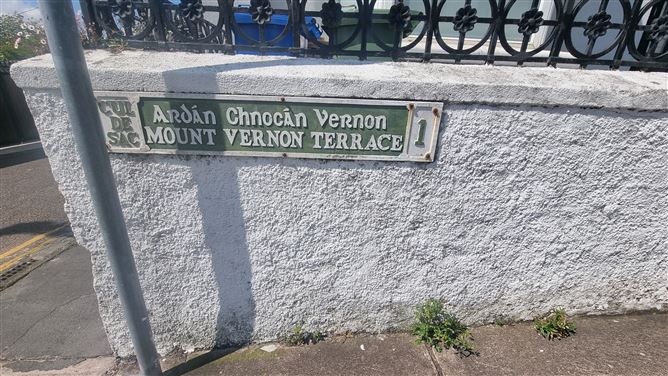 CUL
DE
SAC
Ardán Chnocán Vernon
MOUNT VERNON TERRACE
1